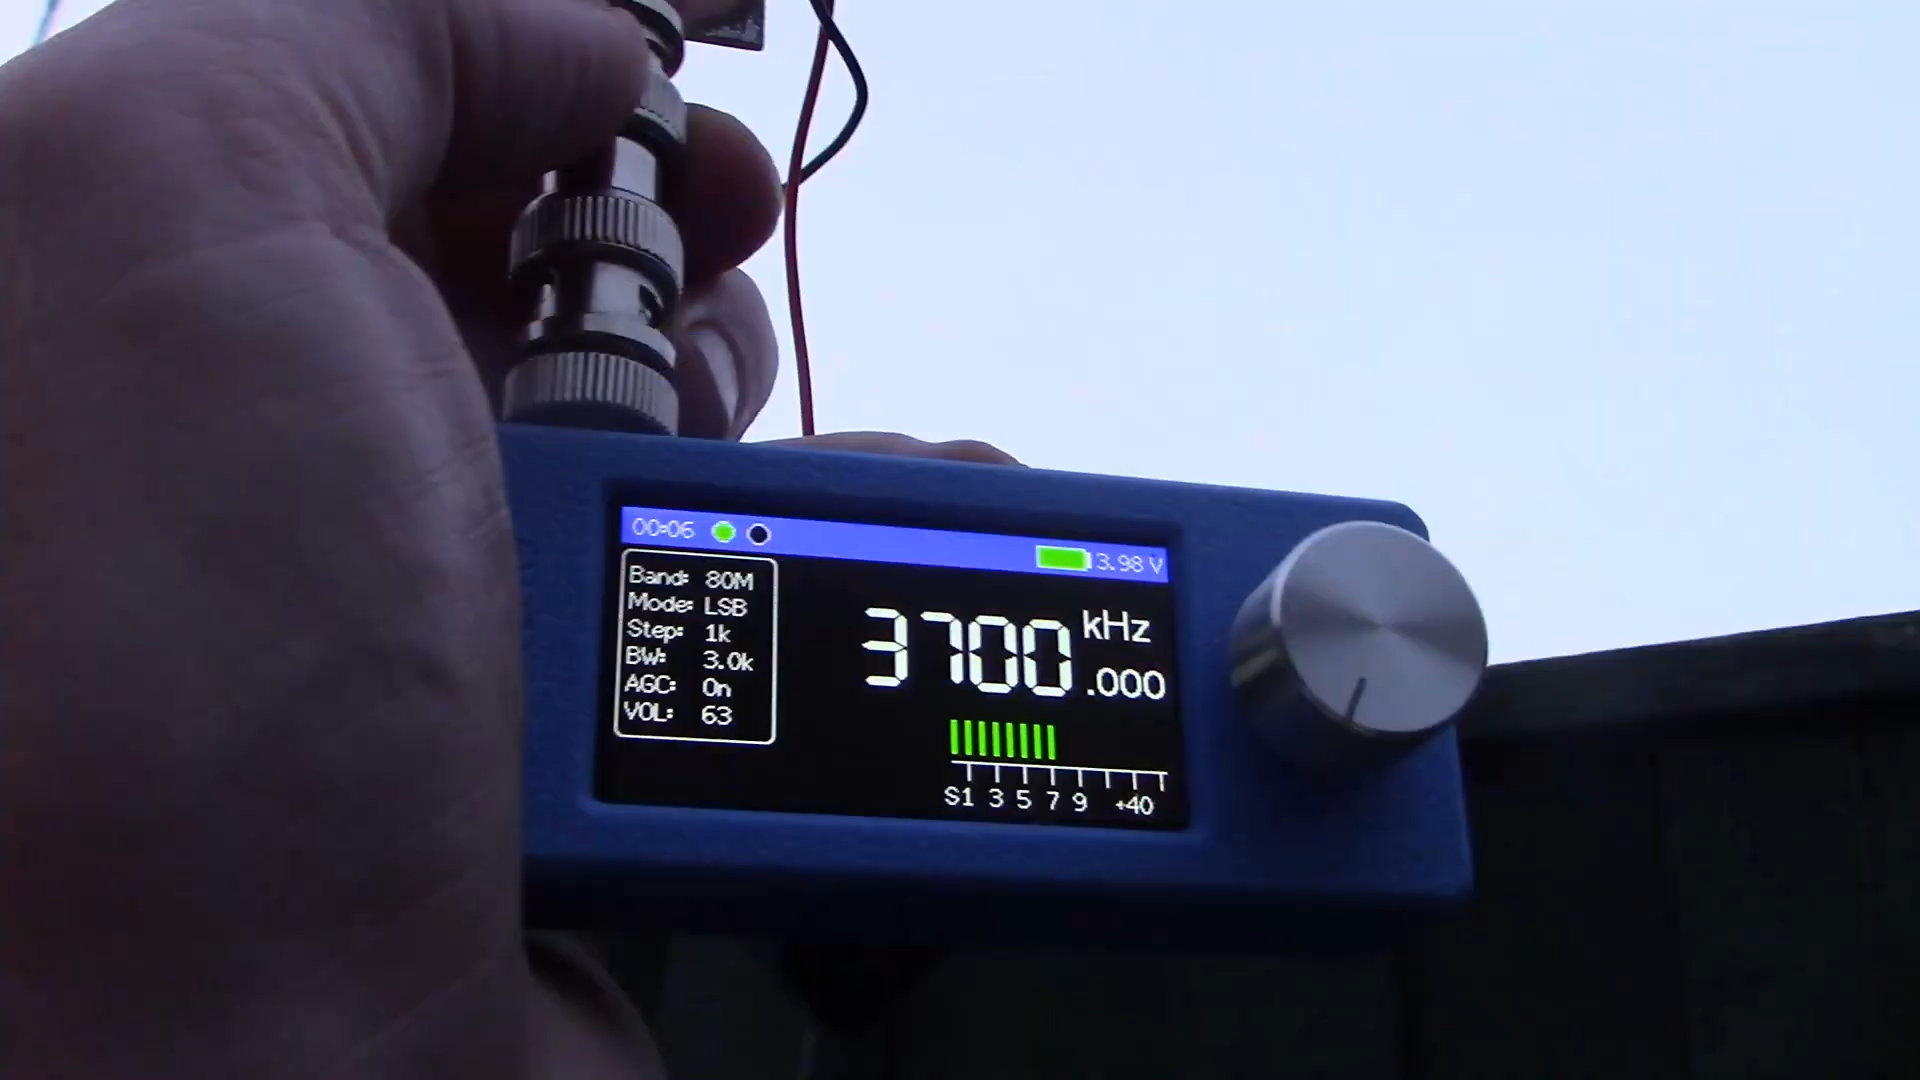 00:06 3.98 V
Band: 80M
Mode: LSB
Step: 1k
BW: 3.0k
AGC: On
VOL: 63
3700 kHz
.000
S1 3 5 7 9 +40